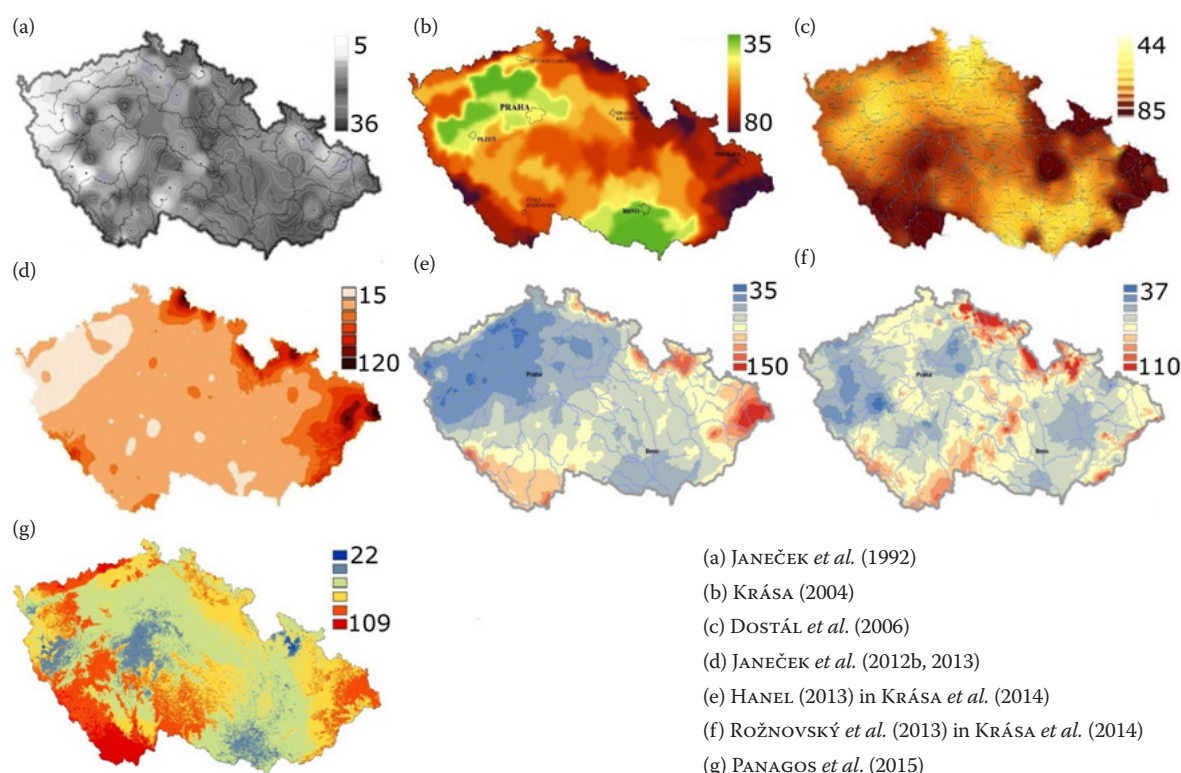 (a)
5
36
(b)
35
80
PRAHA
PLZEŇ
BRNO
(c)
44
85
(d)
15
120
(e)
35
150
Praha
Brno
(f)
37
110
Praha
Brno
(g)
22
109
(a) Janeček et al. (1992)
(b) Krása (2004)
(c) Dostál et al. (2006)
(d) Janeček et al. (2012b, 2013)
(e) Hanel (2013) in Krása et al. (2014)
(f) Rožnovský et al. (2013) in Krása et al. (2014)
(g) Panagos et al. (2015)